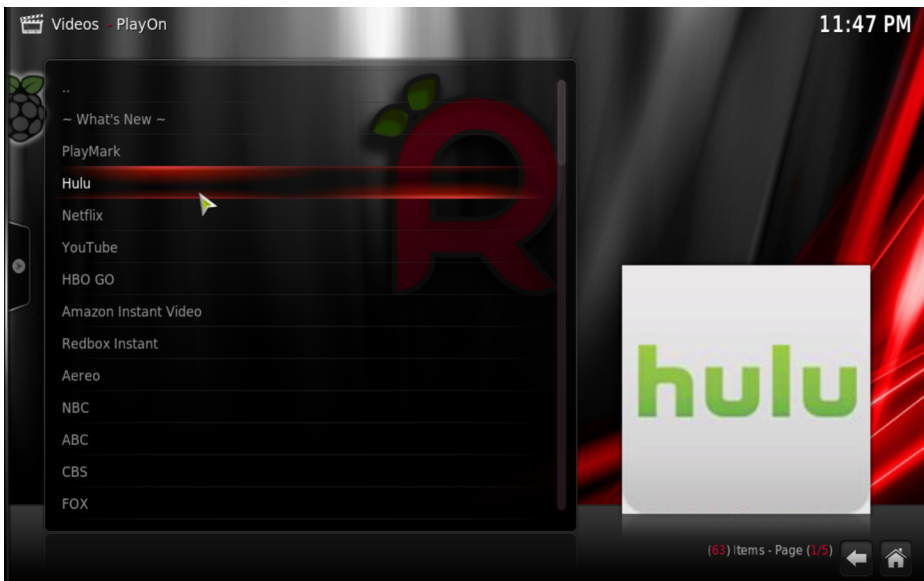 Videos - PlayOn
11:47 PM
..
~ What's New ~
PlayMark
Hulu
Netflix
YouTube
HBO GO
Amazon Instant Video
Redbox Instant
Aereo
NBC
ABC
CBS
FOX
hulu
(63) Items - Page (1/5)